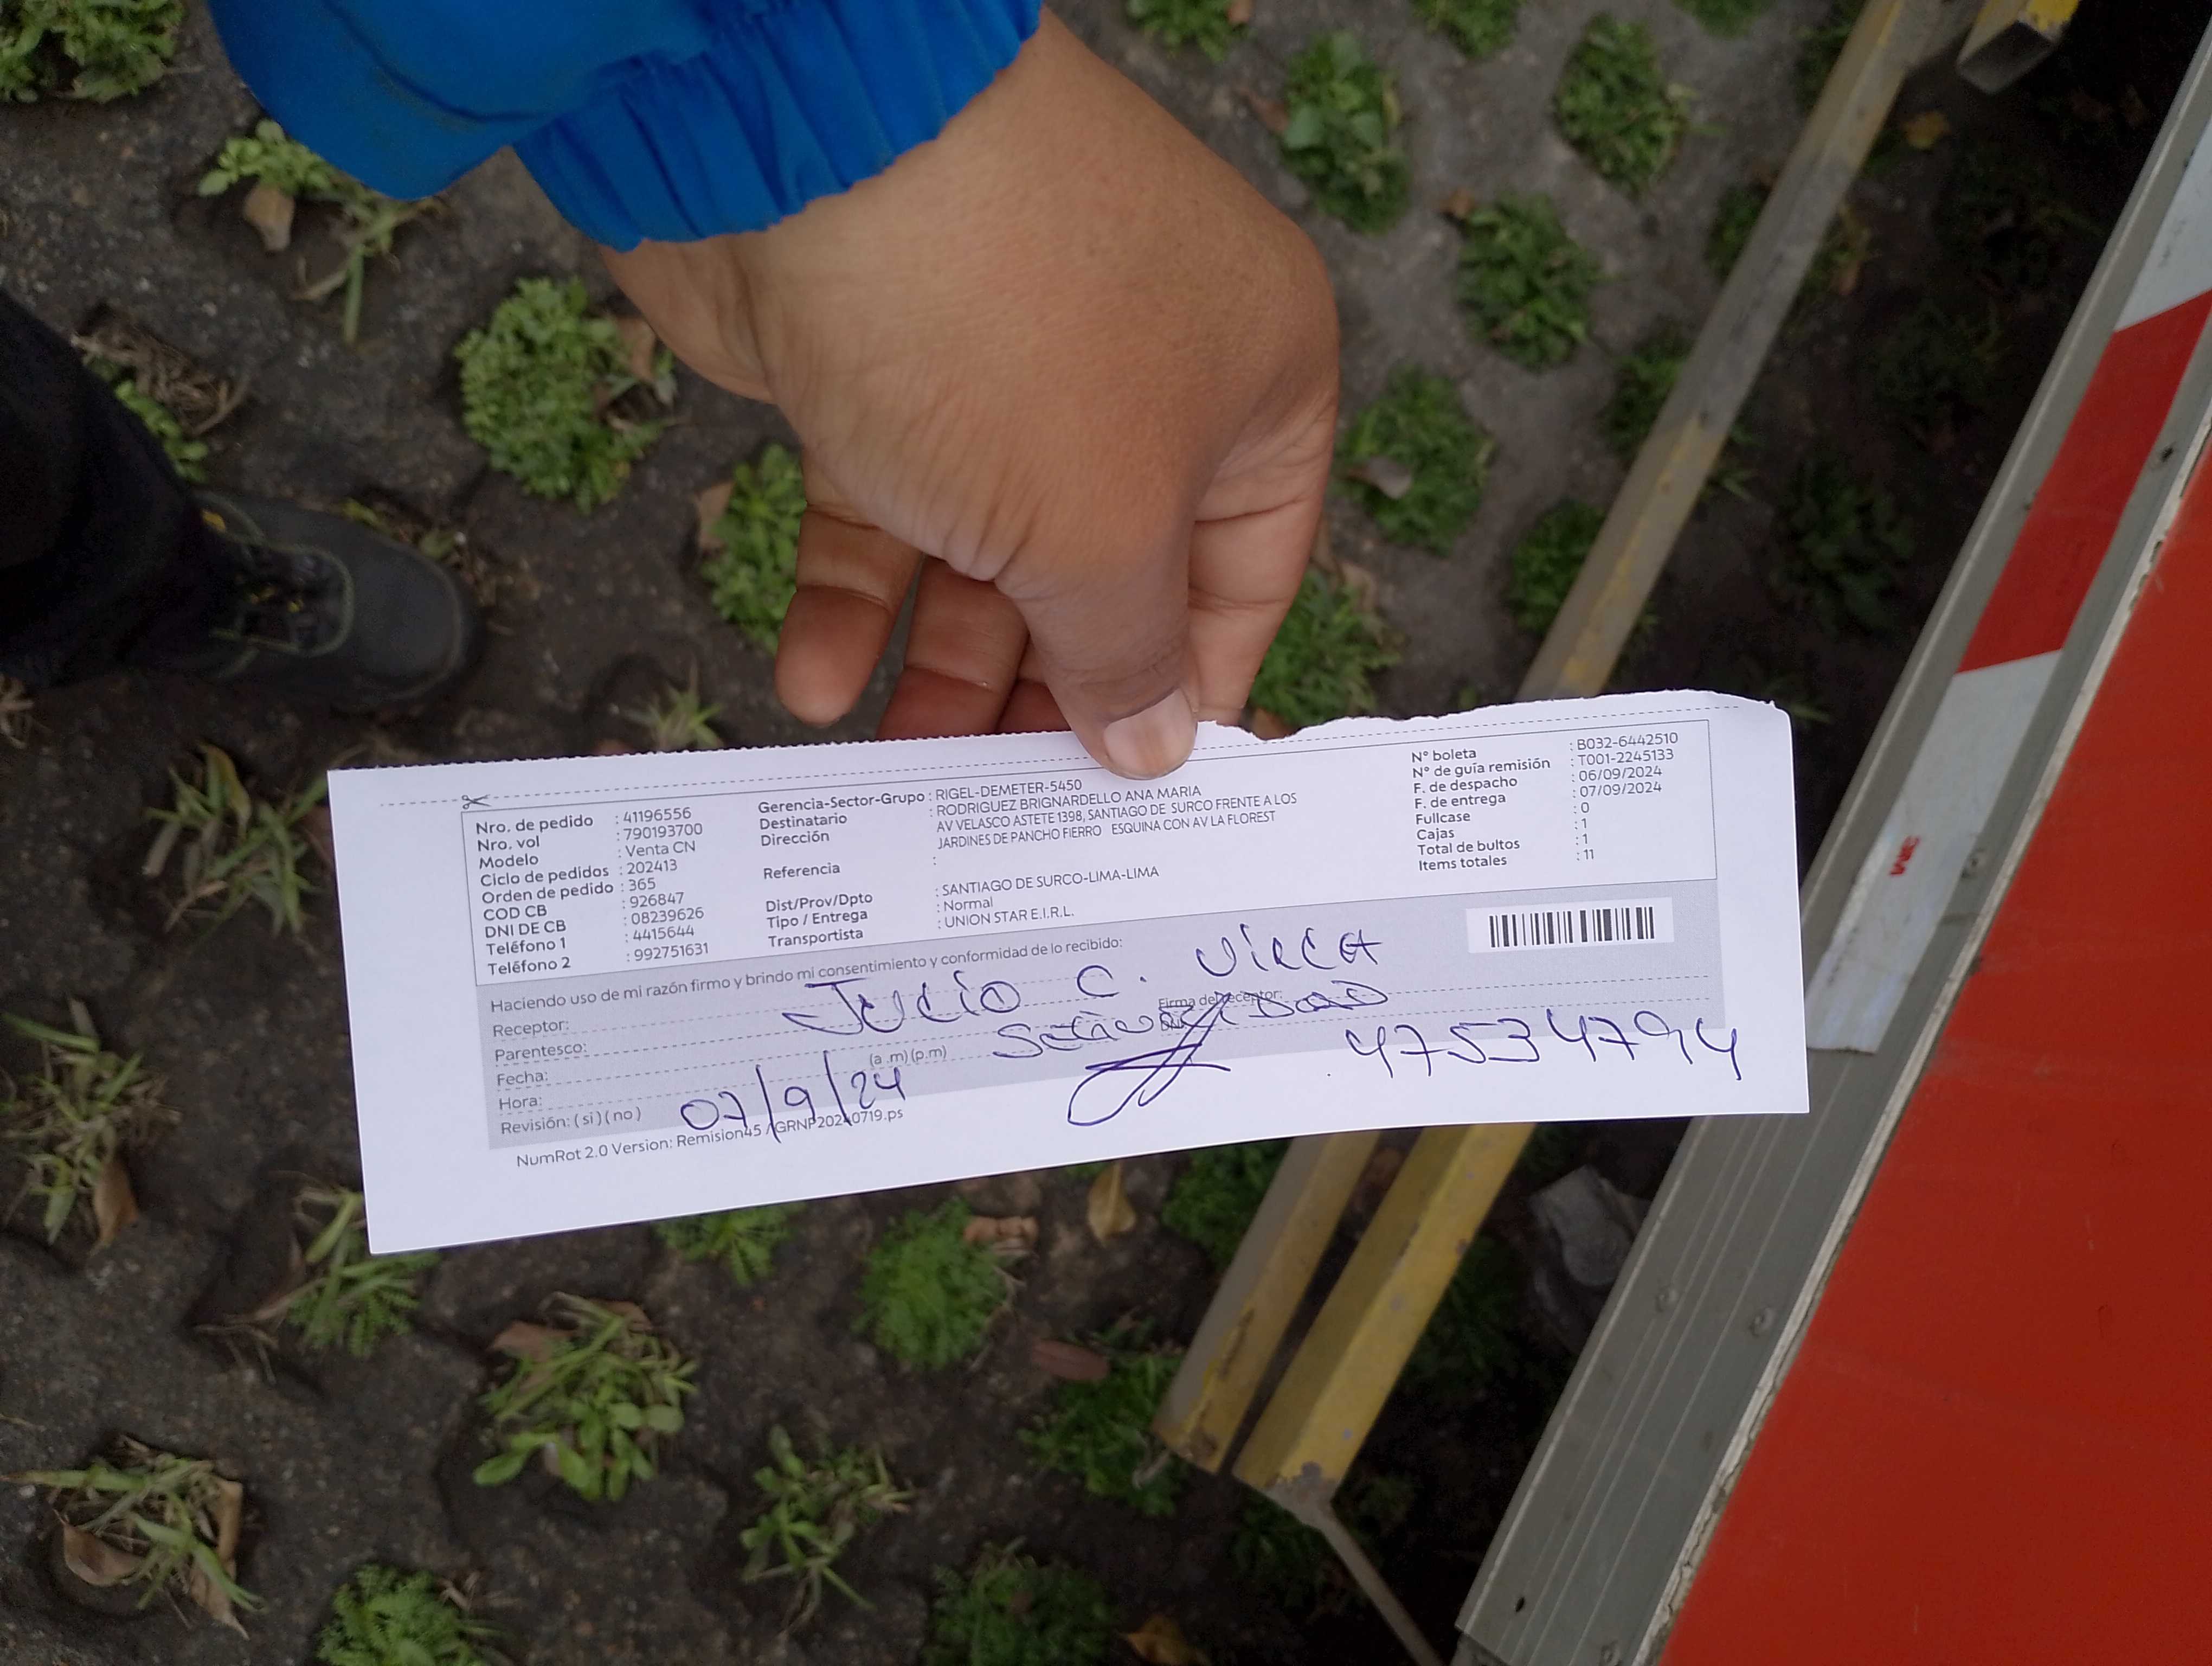 Nro. de pedido : 41196556
Nro. vol : 790193700
Modelo : Venta CN
Ciclo de pedidos : 202413
Orden de pedido : 365
COD CB : 926847
DNI DE CB : 08239626
Teléfono 1 : 4415644
Teléfono 2 : 992751631
Gerencia-Sector-Grupo : RIGEL-DEMETER-5450
Destinatario : RODRIGUEZ BRIGNARDELLO ANA MARIA
Dirección AV VELASCO ASTETE 1398, SANTIAGO DE SURCO FRENTE A LOS
JARDINES DE PANCHO FIERRO ESQUINA CON AV LA FLOREST
Referencia :
Dist/Prov/Dpto : SANTIAGO DE SURCO-LIMA-LIMA
Tipo / Entrega : Normal
Transportista : UNION STAR E.I.R.L.
N° boleta : B032-6442510
N° de guía remisión : T001-2245133
F. de despacho : 06/09/2024
F. de entrega : 07/09/2024
Fullcase : 0
Cajas : 1
Total de bultos : 1
Items totales : 11
Haciendo uso de mi razón firmo y brindo mi consentimiento y conformidad de lo recibido:
Receptor: Julio C.
Firma del receptor:
Parentesco:
47534794
Fecha:
Hora: (a .m) (p.m)
07/9/24
Revisión: ( si ) ( no )
NumRot 2.0 Version: Remision45 / GRNP20240719.ps